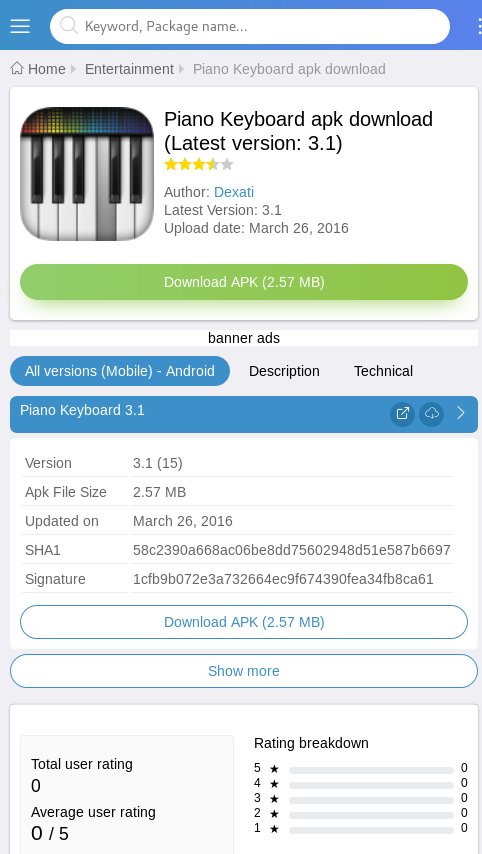 Keyword, Package name...
Home Entertainment Piano Keyboard apk download
Piano Keyboard apk download
(Latest version: 3.1)
Author: Dexati
Latest Version: 3.1
Upload date: March 26, 2016
Download APK (2.57 MB)
banner ads
All versions (Mobile) - Android Description Technical
Piano Keyboard 3.1
Version 3.1 (15)
Apk File Size 2.57 MB
Updated on March 26, 2016
SHA1 58c2390a668ac06be8dd75602948d51e587b6697
Signature 1cfb9b072e3a732664ec9f674390fea34fb8ca61
Download APK (2.57 MB)
Show more
Total user rating
0
Average user rating
0 / 5
Rating breakdown
5 ★ 0
4 ★ 0
3 ★ 0
2 ★ 0
1 ★ 0